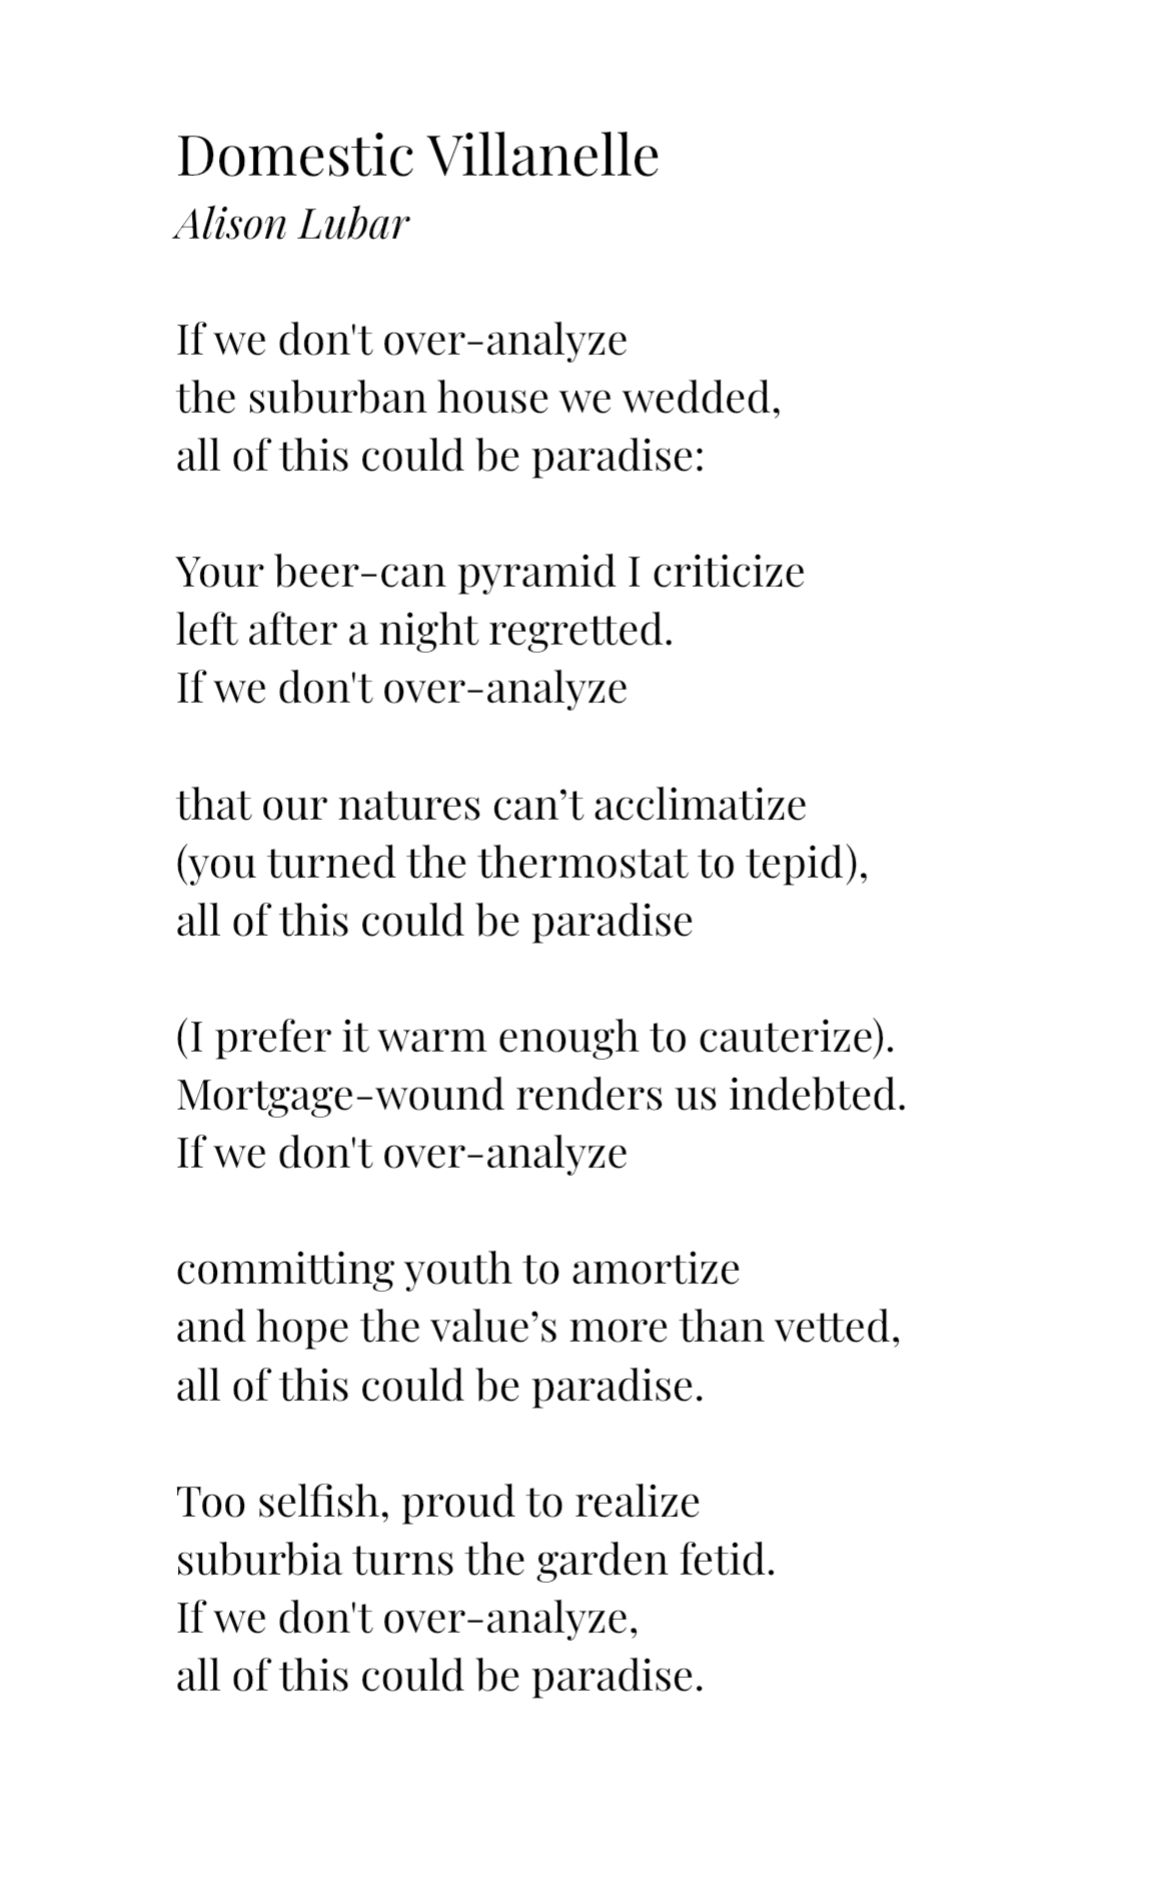 Domestic Villanelle
Alison Lubar
If we don't over-analyze
the suburban house we wedded,
all of this could be paradise:
Your beer-can pyramid I criticize
left after a night regretted.
If we don't over-analyze
that our natures can’t acclimatize
(you turned the thermostat to tepid),
all of this could be paradise
(I prefer it warm enough to cauterize).
Mortgage-wound renders us indebted.
If we don't over-analyze
committing youth to amortize
and hope the value’s more than vetted,
all of this could be paradise.
Too selfish, proud to realize
suburbia turns the garden fetid.
If we don't over-analyze,
all of this could be paradise.